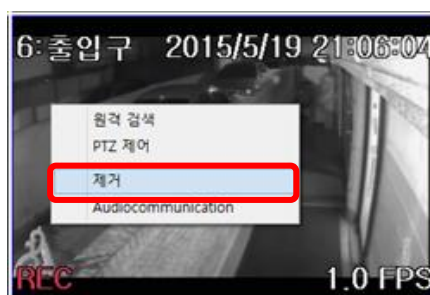 6:출입구 2015/5/19 21:06:04
원격 검색
PTZ 제어
제거
Audiocommunication
REC 1.0 FPS